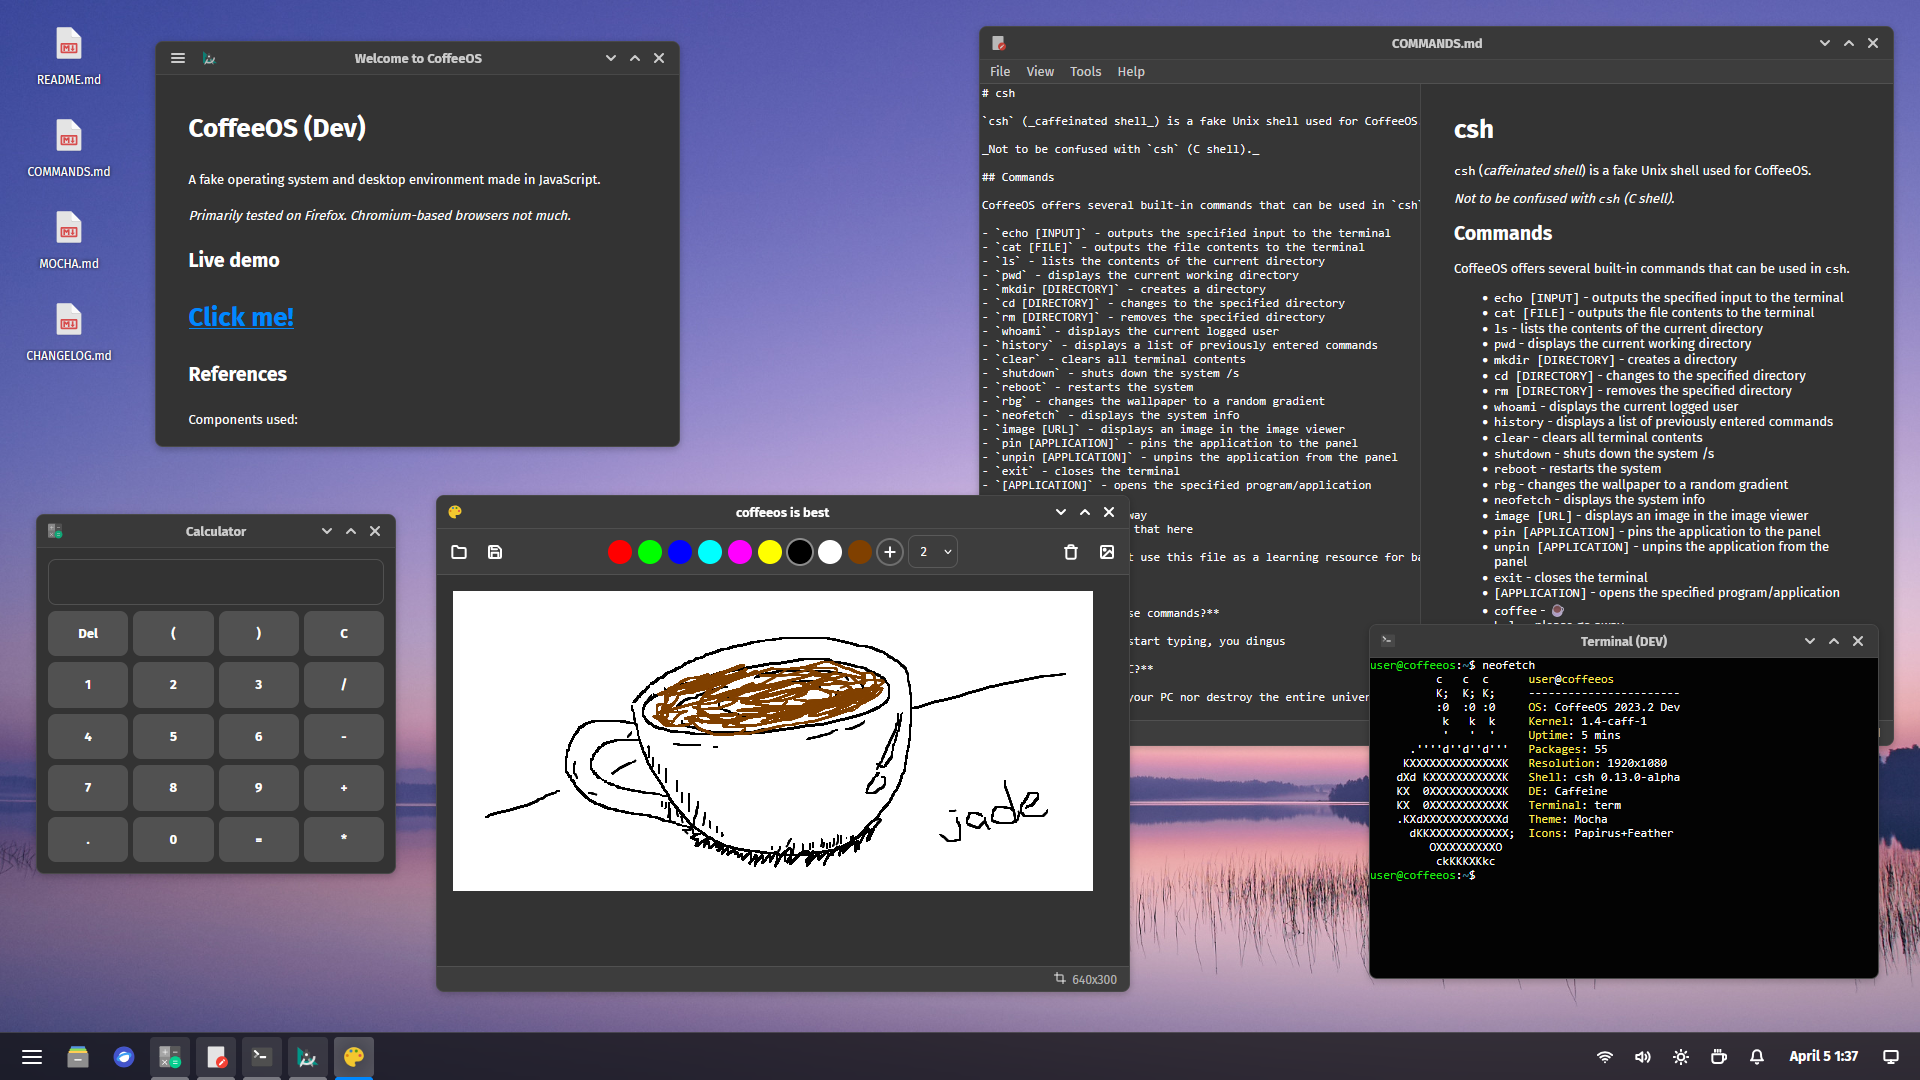 README.md
COMMANDS.md
MOCHA.md
CHANGELOG.md
Welcome to CoffeeOS
CoffeeOS (Dev)
A fake operating system and desktop environment made in JavaScript.
Primarily tested on Firefox. Chromium-based browsers not much.
Live demo
Click me!
References
Components used:
COMMANDS.md
File View Tools Help
# csh
`csh` (_caffeinated shell_) is a fake Unix shell used for CoffeeOS
_Not to be confused with `csh` (C shell)._
## Commands
CoffeeOS offers several built-in commands that can be used in `csh`
- `echo [INPUT]` - outputs the specified input to the terminal
- `cat [FILE]` - outputs the file contents to the terminal
- `ls` - lists the contents of the current directory
- `pwd` - displays the current working directory
- `mkdir [DIRECTORY]` - creates a directory
- `cd [DIRECTORY]` - changes to the specified directory
- `rm [DIRECTORY]` - removes the specified directory
- `whoami` - displays the current logged user
- `history` - displays a list of previously entered commands
- `clear` - clears all terminal contents
- `shutdown` - shuts down the system /s
- `reboot` - restarts the system
- `rbg` - changes the wallpaper to a random gradient
- `neofetch` - displays the system info
- `image [URL]` - displays an image in the image viewer
- `pin [APPLICATION]` - pins the application to the panel
- `unpin [APPLICATION]` - unpins the application from the panel
- `exit` - closes the terminal
- `[APPLICATION]` - opens the specified program/application
way
that here
t use this file as a learning resource for ba
se commands?**
start typing, you dingus
C?**
your PC nor destroy the entire univer
csh
csh (caffeinated shell) is a fake Unix shell used for CoffeeOS.
Not to be confused with csh (C shell).
Commands
CoffeeOS offers several built-in commands that can be used in csh.
• echo [INPUT] - outputs the specified input to the terminal
• cat [FILE] - outputs the file contents to the terminal
• ls - lists the contents of the current directory
• pwd - displays the current working directory
• mkdir [DIRECTORY] - creates a directory
• cd [DIRECTORY] - changes to the specified directory
• rm [DIRECTORY] - removes the specified directory
• whoami - displays the current logged user
• history - displays a list of previously entered commands
• clear - clears all terminal contents
• shutdown - shuts down the system /s
• reboot - restarts the system
• rbg - changes the wallpaper to a random gradient
• neofetch - displays the system info
• image [URL] - displays an image in the image viewer
• pin [APPLICATION] - pins the application to the panel
• unpin [APPLICATION] - unpins the application from the
panel
• exit - closes the terminal
• [APPLICATION] - opens the specified program/application
• coffee - ☕
Calculator
Del ( ) C
1 2 3 /
4 5 6 -
7 8 9 +
. 0 = *
coffeeos is best
2
jade
640x300
Terminal (DEV)
user@coffeeos:~$ neofetch
c   c  c
K;  K; K;
:0  :0 :0
k   k  k
'   '  '
.''''d''d''d'''
KXXXXXXXXXXXXXXK
dXd KXXXXXXXXXXXK
KX  0XXXXXXXXXXXK
KX  0XXXXXXXXXXXK
.KXdXXXXXXXXXXXXd
dKKXXXXXXXXXXXX;
OXXXXXXXXXO
ckKKKXKkc
user@coffeeos
-----------------------
OS: CoffeeOS 2023.2 Dev
Kernel: 1.4-caff-1
Uptime: 5 mins
Packages: 55
Resolution: 1920x1080
Shell: csh 0.13.0-alpha
DE: Caffeine
Terminal: term
Theme: Mocha
Icons: Papirus+Feather
user@coffeeos:~$
April 5 1:37